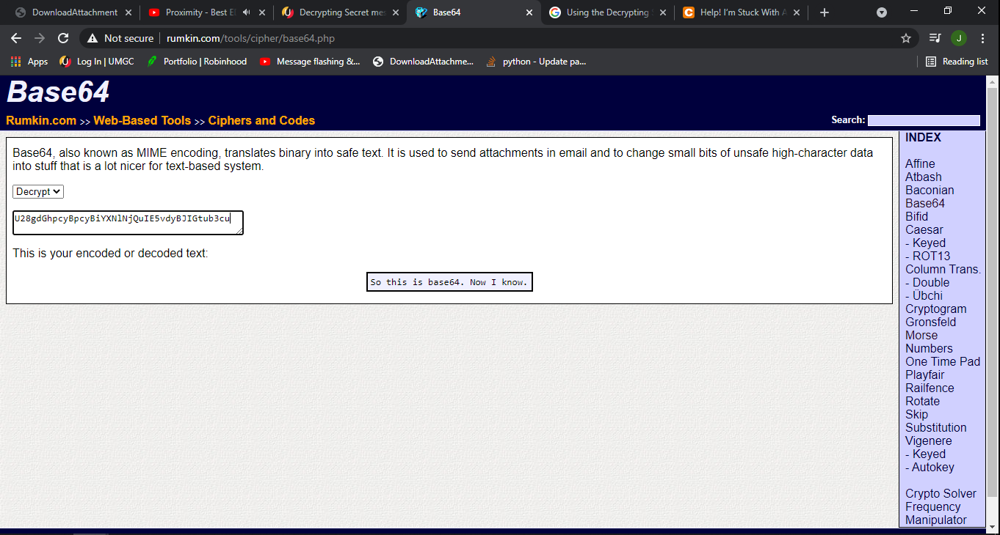 DownloadAttachment
Proximity - Best El
Decrypting Secret mes
Base64
Using the Decrypting
Help! I'm Stuck With A
Not secure | rumkin.com/tools/cipher/base64.php
J
Apps
Log In | UMGC
Portfolio | Robinhood
Message flashing &...
DownloadAttachme...
python - Update pa...
Reading list
Base64
Rumkin.com >> Web-Based Tools >> Ciphers and Codes
Search:
Base64, also known as MIME encoding, translates binary into safe text. It is used to send attachments in email and to change small bits of unsafe high-character data
into stuff that is a lot nicer for text-based system.
Decrypt
U28gdGhpcyBpcyBiYXNlNjQuIE5vdyBJIGtub3cu
This is your encoded or decoded text:
So this is base64. Now I know.
INDEX
Affine
Atbash
Baconian
Base64
Bifid
Caesar
- Keyed
- ROT13
Column Trans.
- Double
- Übchi
Cryptogram
Gronsfeld
Morse
Numbers
One Time Pad
Playfair
Railfence
Rotate
Skip
Substitution
Vigenere
- Keyed
- Autokey
Crypto Solver
Frequency
Manipulator